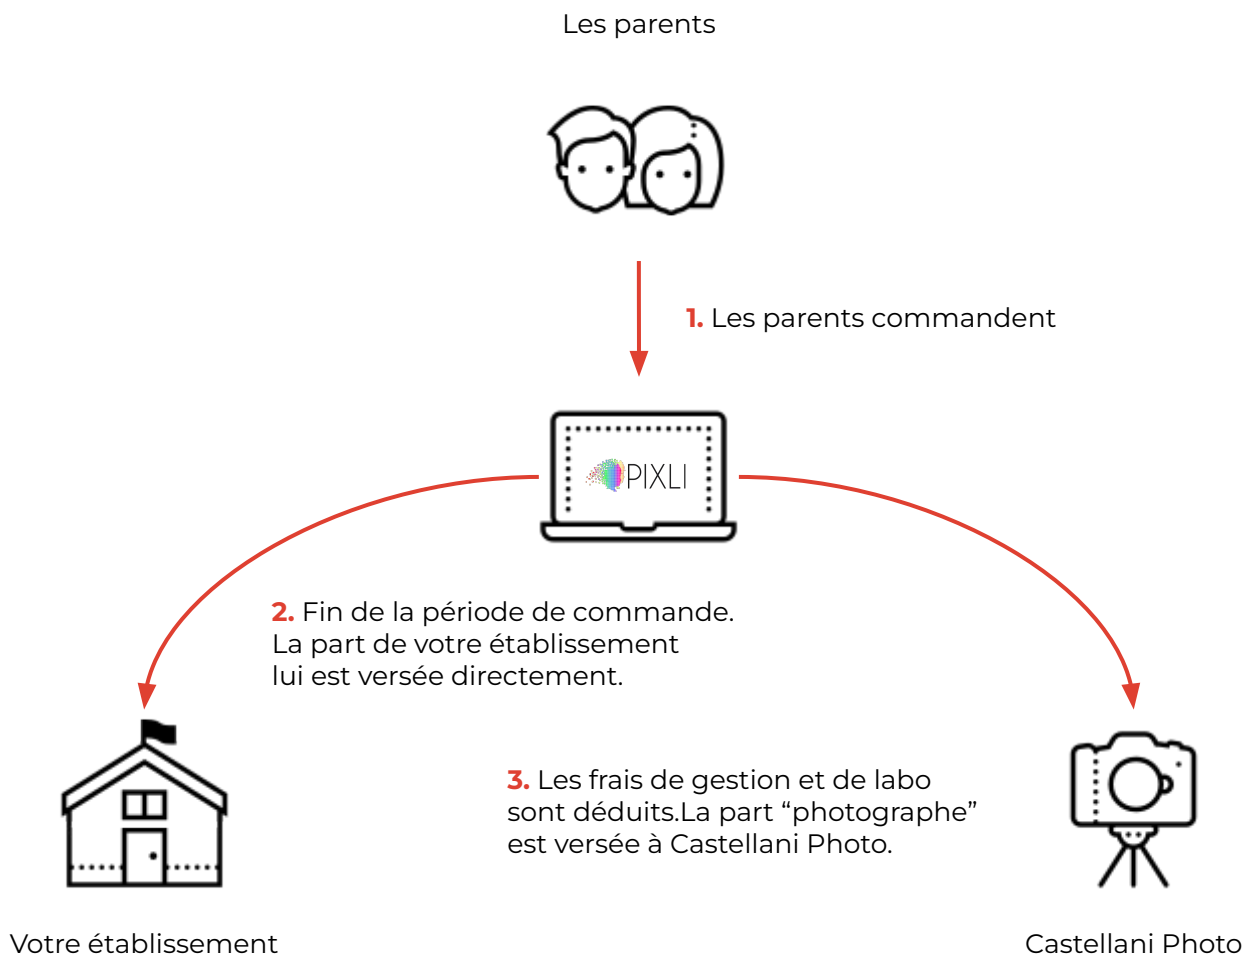 Les parents
1. Les parents commandent
PIXLI
2. Fin de la période de commande.
La part de votre établissement
lui est versée directement.
3. Les frais de gestion et de labo
sont déduits.La part “photographe”
est versée à Castellani Photo.
Votre établissement
Castellani Photo